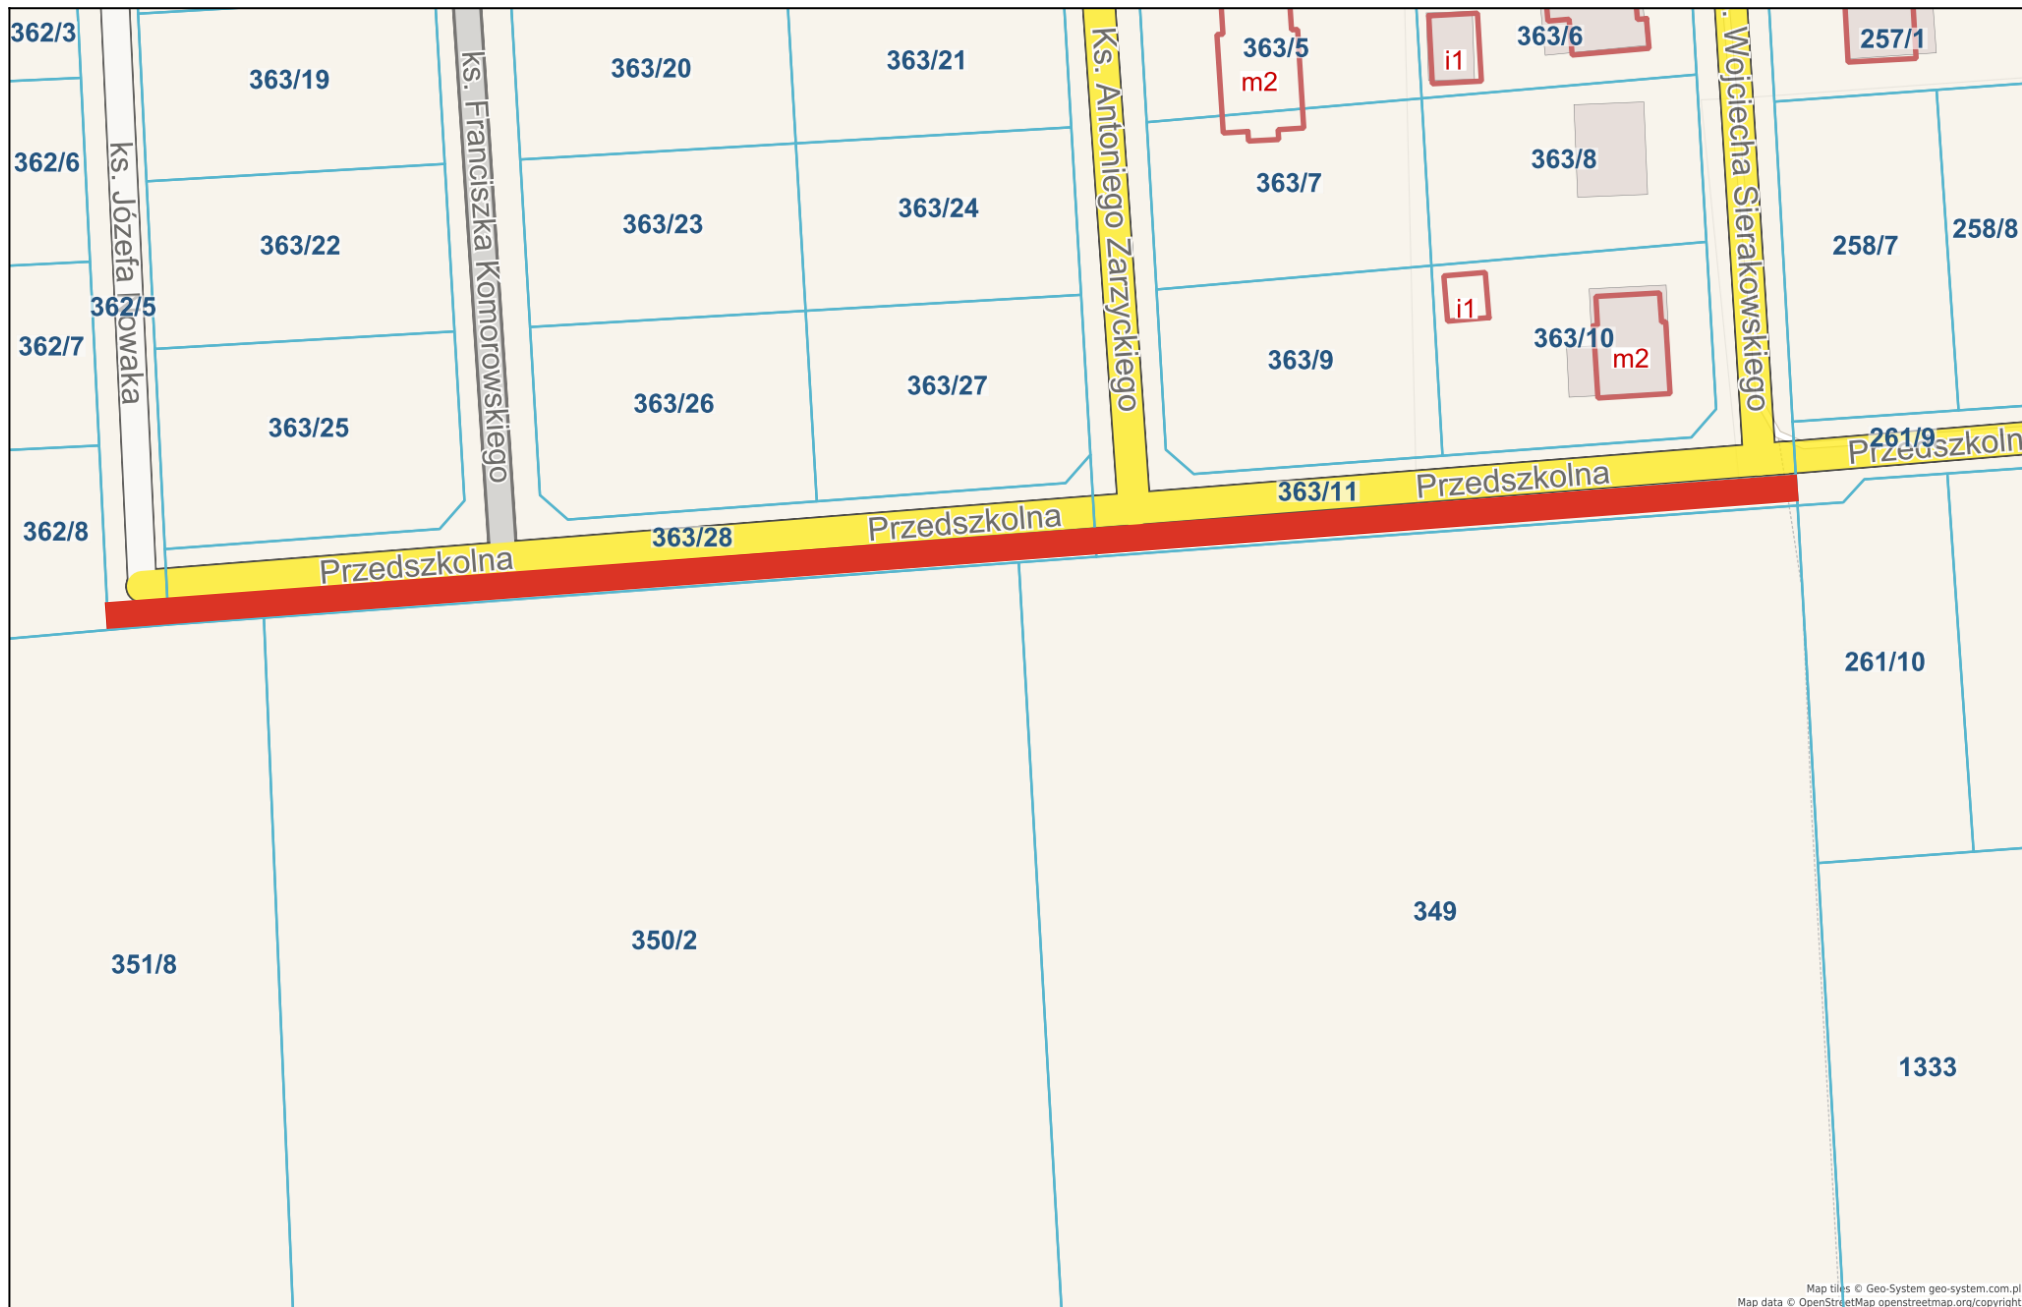 362/3
363/19
363/20
363/21
363/5
m2
i1
363/6
257/1
362/6
ks. Józefa Nowaka
ks. Franciszka Komorowskiego
Ks. Antoniego Zarzyckiego
Wojciecha Sierakowskiego
363/22
363/23
363/24
363/7
363/8
258/7
258/8
362/5
362/7
363/25
363/26
363/27
363/9
i1
363/10
m2
362/8
Przedszkolna
363/28
Przedszkolna
363/11
Przedszkolna
261/9
Przedszkoln
261/10
351/8
350/2
349
1333
Map tiles © Geo-System geo-system.com.pl
Map data © OpenStreetMap openstreetmap.org/copyright